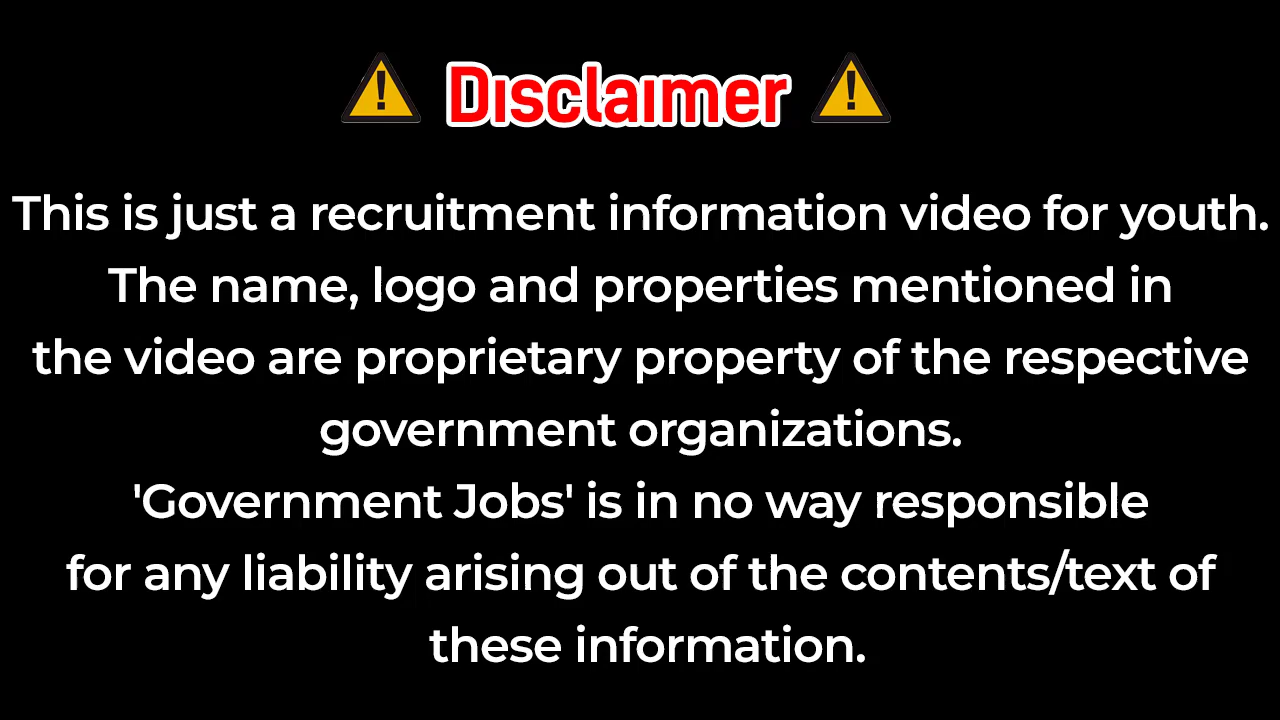 Disclaimer
This is just a recruitment information video for youth.
The name, logo and properties mentioned in
the video are proprietary property of the respective
government organizations.
'Government Jobs' is in no way responsible
for any liability arising out of the contents/text of
these information.